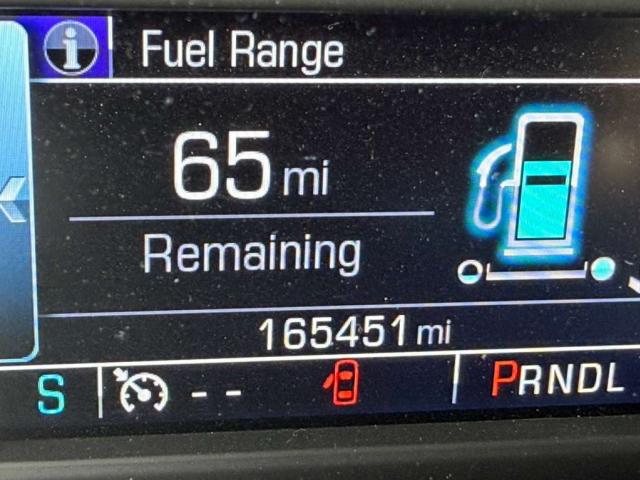 i Fuel Range
65 mi
Remaining
165451 mi
S -- PRNDL